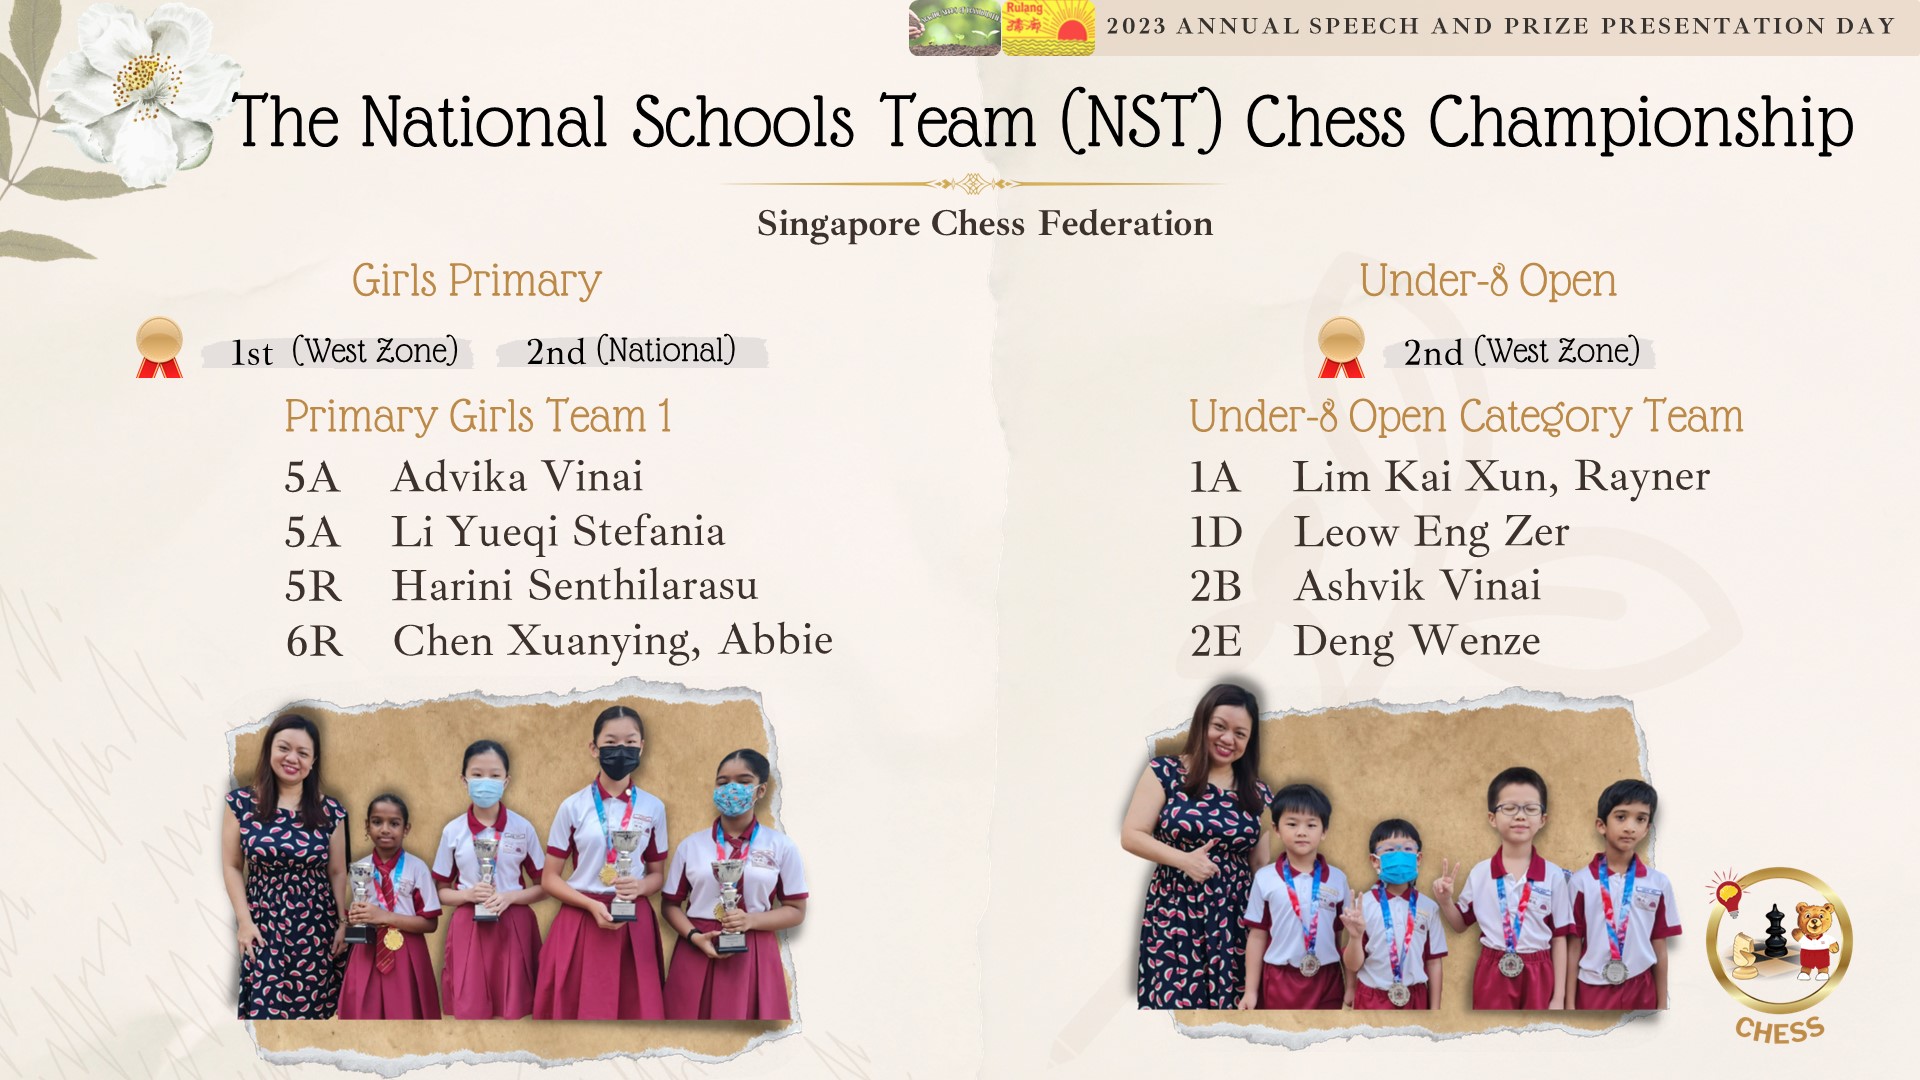 Rulang
儒廊
2023 ANNUAL SPEECH AND PRIZE PRESENTATION DAY
The National Schools Team (NST) Chess Championship
Singapore Chess Federation
Girls Primary
1st (West Zone) 2nd (National)
Primary Girls Team 1
5A Advika Vinai
5A Li Yueqi Stefania
5R Harini Senthilarasu
6R Chen Xuanying, Abbie
Under-8 Open
2nd (West Zone)
Under-8 Open Category Team
1A Lim Kai Xun, Rayner
1D Leow Eng Zer
2B Ashvik Vinai
2E Deng Wenze
CHESS